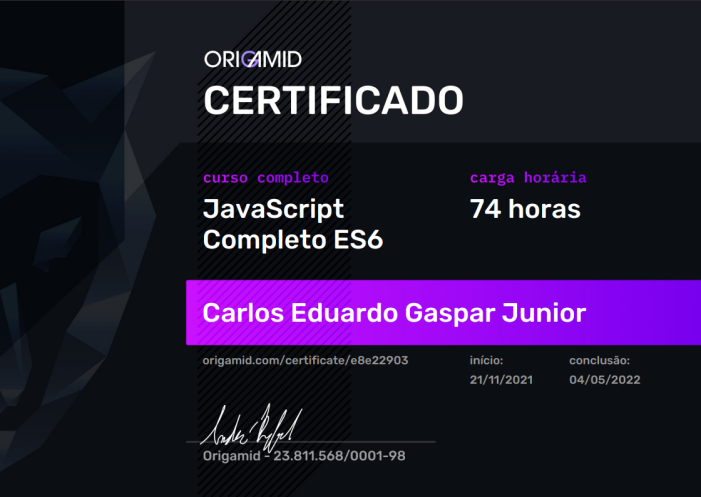 ORIGAMID
CERTIFICADO
curso completo
JavaScript
Completo ES6
carga horária
74 horas
Carlos Eduardo Gaspar Junior
origamid.com/certificate/e8e22903
início:
21/11/2021
conclusão:
04/05/2022
Origamid - 23.811.568/0001-98